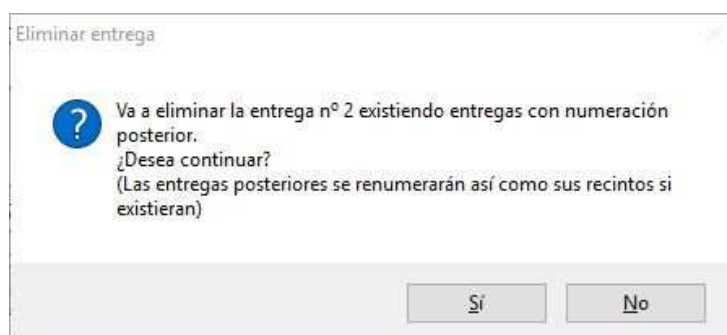 Eliminar entrega
Va a eliminar la entrega nº 2 existiendo entregas con numeración
posterior.
¿Desea continuar?
(Las entregas posteriores se renumerarán así como sus recintos si
existieran)
Sí
No